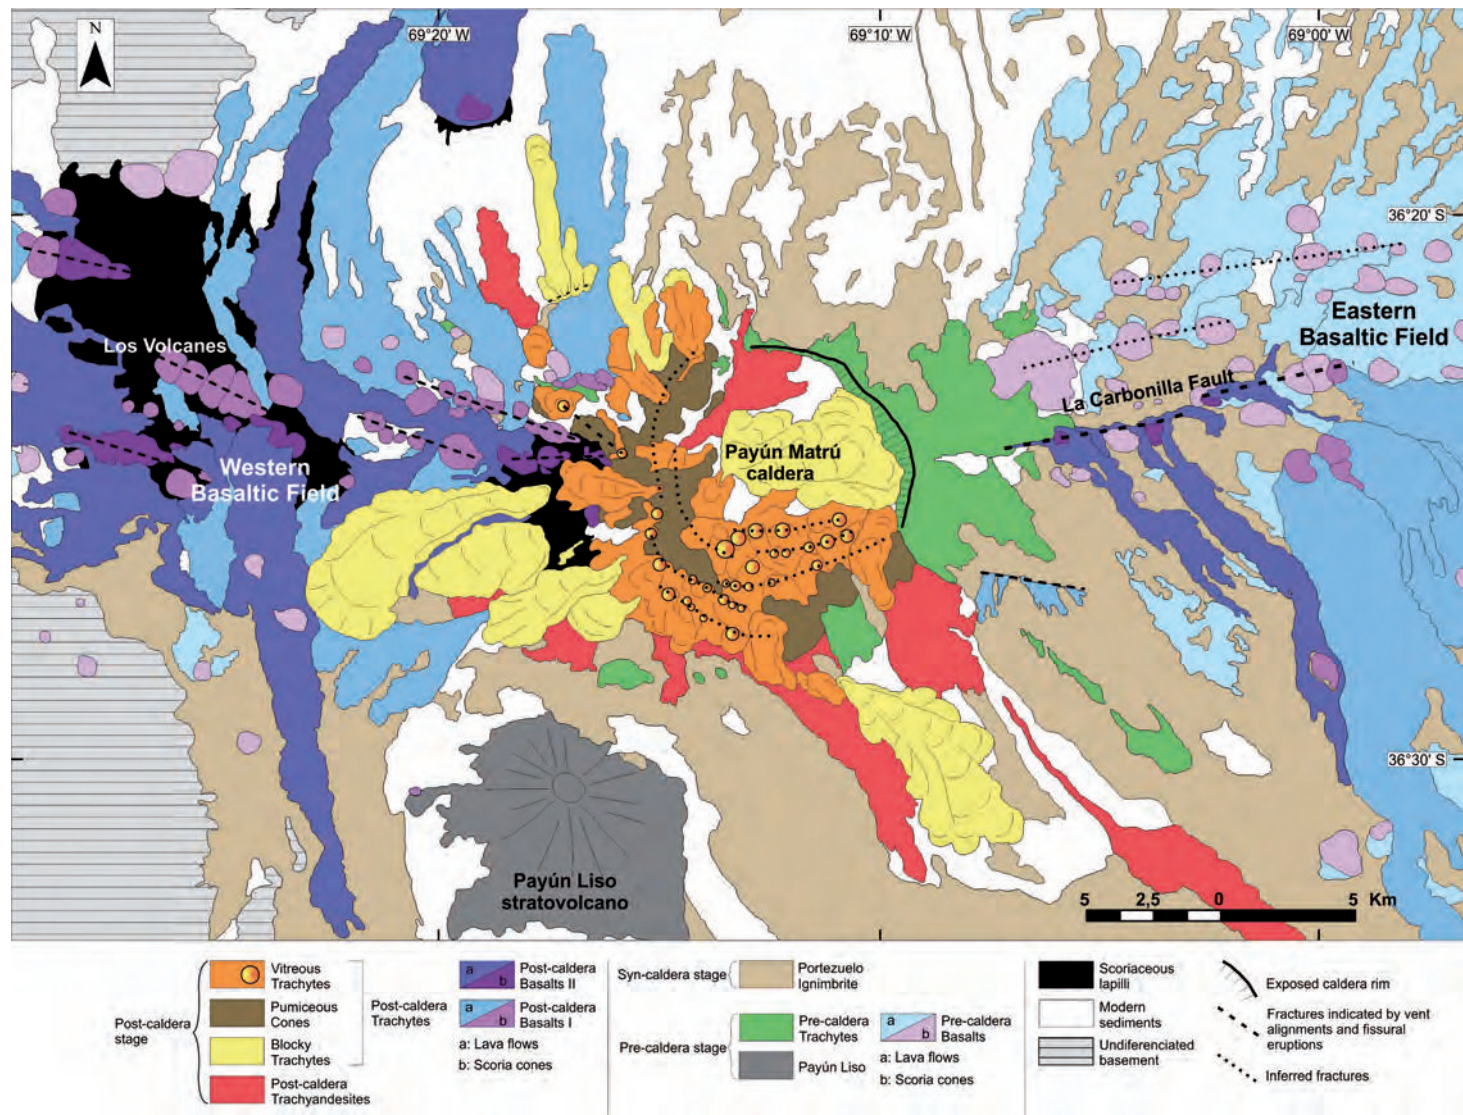 N
69°20' W
69°10' W
69°00' W
36°20' S
Los Volcanes
Eastern
Basaltic Field
La Carbonilla Fault
Payún Matrú
caldera
Western
Basaltic Field
36°30' S
Payún Liso
stratovolcano
5 2,5 0 5 Km
Post-caldera
stage
Vitreous
Trachytes
Pumiceous
Cones
Blocky
Trachytes
Post-caldera
Trachyandesites
Post-caldera
Trachytes
a
b
Post-caldera
Basalts II
a
b
Post-caldera
Basalts I
a: Lava flows
b: Scoria cones
Syn-caldera stage
Portezuelo
Ignimbrite
Pre-caldera stage
Pre-caldera
Trachytes
Payún Liso
a
b
Pre-caldera
Basalts
a: Lava flows
b: Scoria cones
Scoriaceous
lapilli
Modern
sediments
Undiferenciated
basement
Exposed caldera rim
Fractures indicated by vent
alignments and fissural
eruptions
Inferred fractures